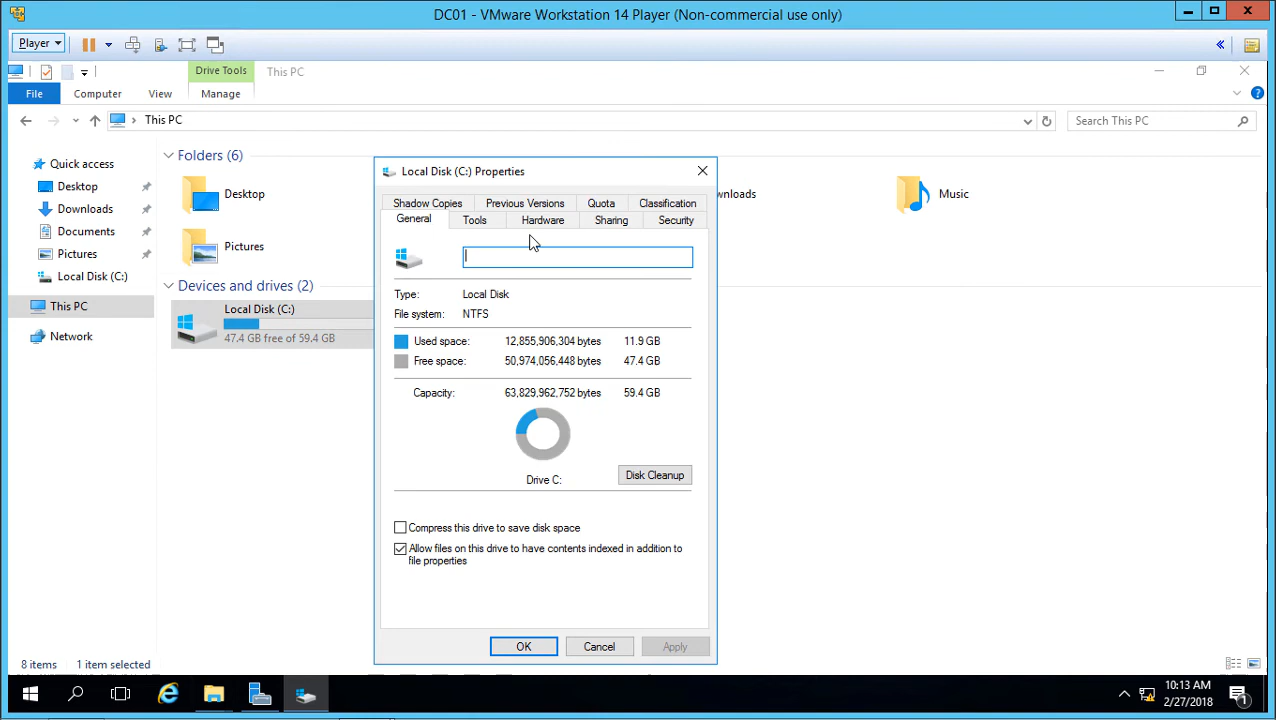 DC01 - VMware Workstation 14 Player (Non-commercial use only)
Player
Drive Tools
This PC
File
Computer
View
Manage
This PC
Search This PC
Quick access
Desktop
Downloads
Documents
Pictures
Local Disk (C:)
This PC
Network
Folders (6)
Desktop
wnloads
Music
Pictures
Devices and drives (2)
Local Disk (C:)
47.4 GB free of 59.4 GB
Local Disk (C:) Properties
Shadow Copies
Previous Versions
Quota
Classification
General
Tools
Hardware
Sharing
Security
Type: Local Disk
File system: NTFS
Used space: 12,855,906,304 bytes 11.9 GB
Free space: 50,974,056,448 bytes 47.4 GB
Capacity: 63,829,962,752 bytes 59.4 GB
Drive C:
Disk Cleanup
Compress this drive to save disk space
Allow files on this drive to have contents indexed in addition to
file properties
OK
Cancel
Apply
8 items
1 item selected
10:13 AM
2/27/2018
1